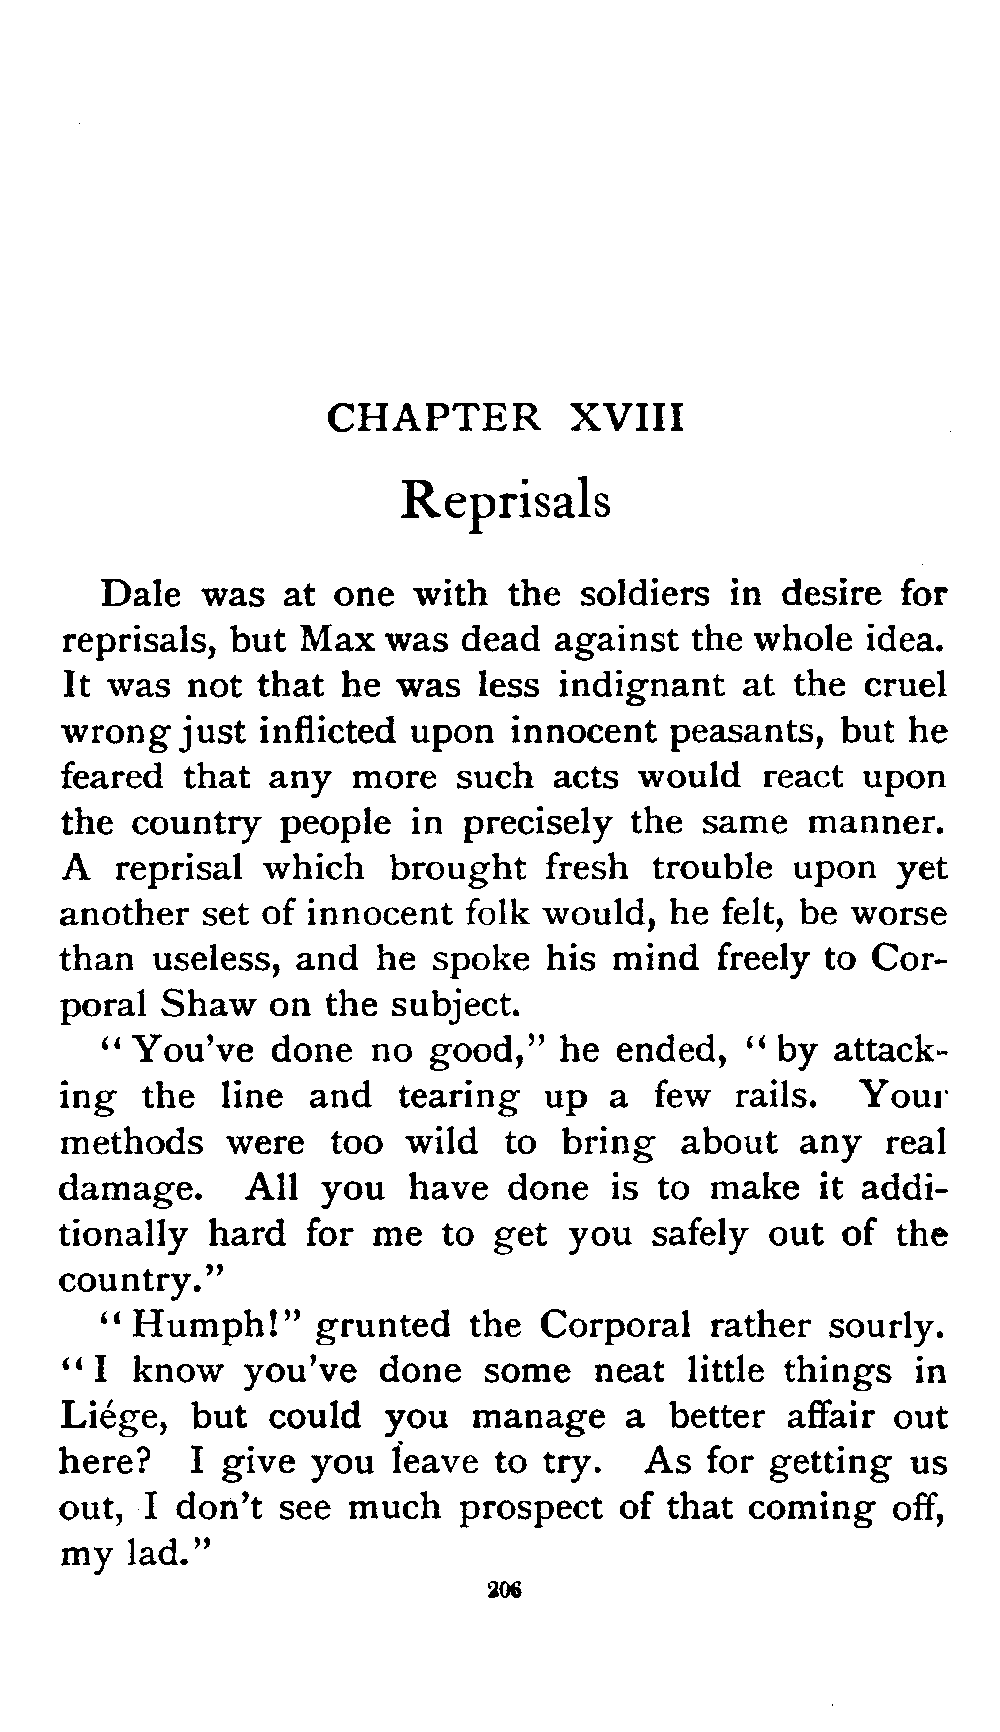 CHAPTER XVIII
Reprisals
Dale was at one with the soldiers in desire for
reprisals, but Max was dead against the whole idea.
It was not that he was less indignant at the cruel
wrong just inflicted upon innocent peasants, but he
feared that any more such acts would react upon
the country people in precisely the same manner.
A reprisal which brought fresh trouble upon yet
another set of innocent folk would, he felt, be worse
than useless, and he spoke his mind freely to Cor-
poral Shaw on the subject.
“You’ve done no good,” he ended, “by attack-
ing the line and tearing up a few rails. Your
methods were too wild to bring about any real
damage. All you have done is to make it addi-
tionally hard for me to get you safely out of the
country.”
“Humph!” grunted the Corporal rather sourly.
“I know you’ve done some neat little things in
Liége, but could you manage a better affair out
here? I give you leave to try. As for getting us
out, I don’t see much prospect of that coming off,
my lad.”
206